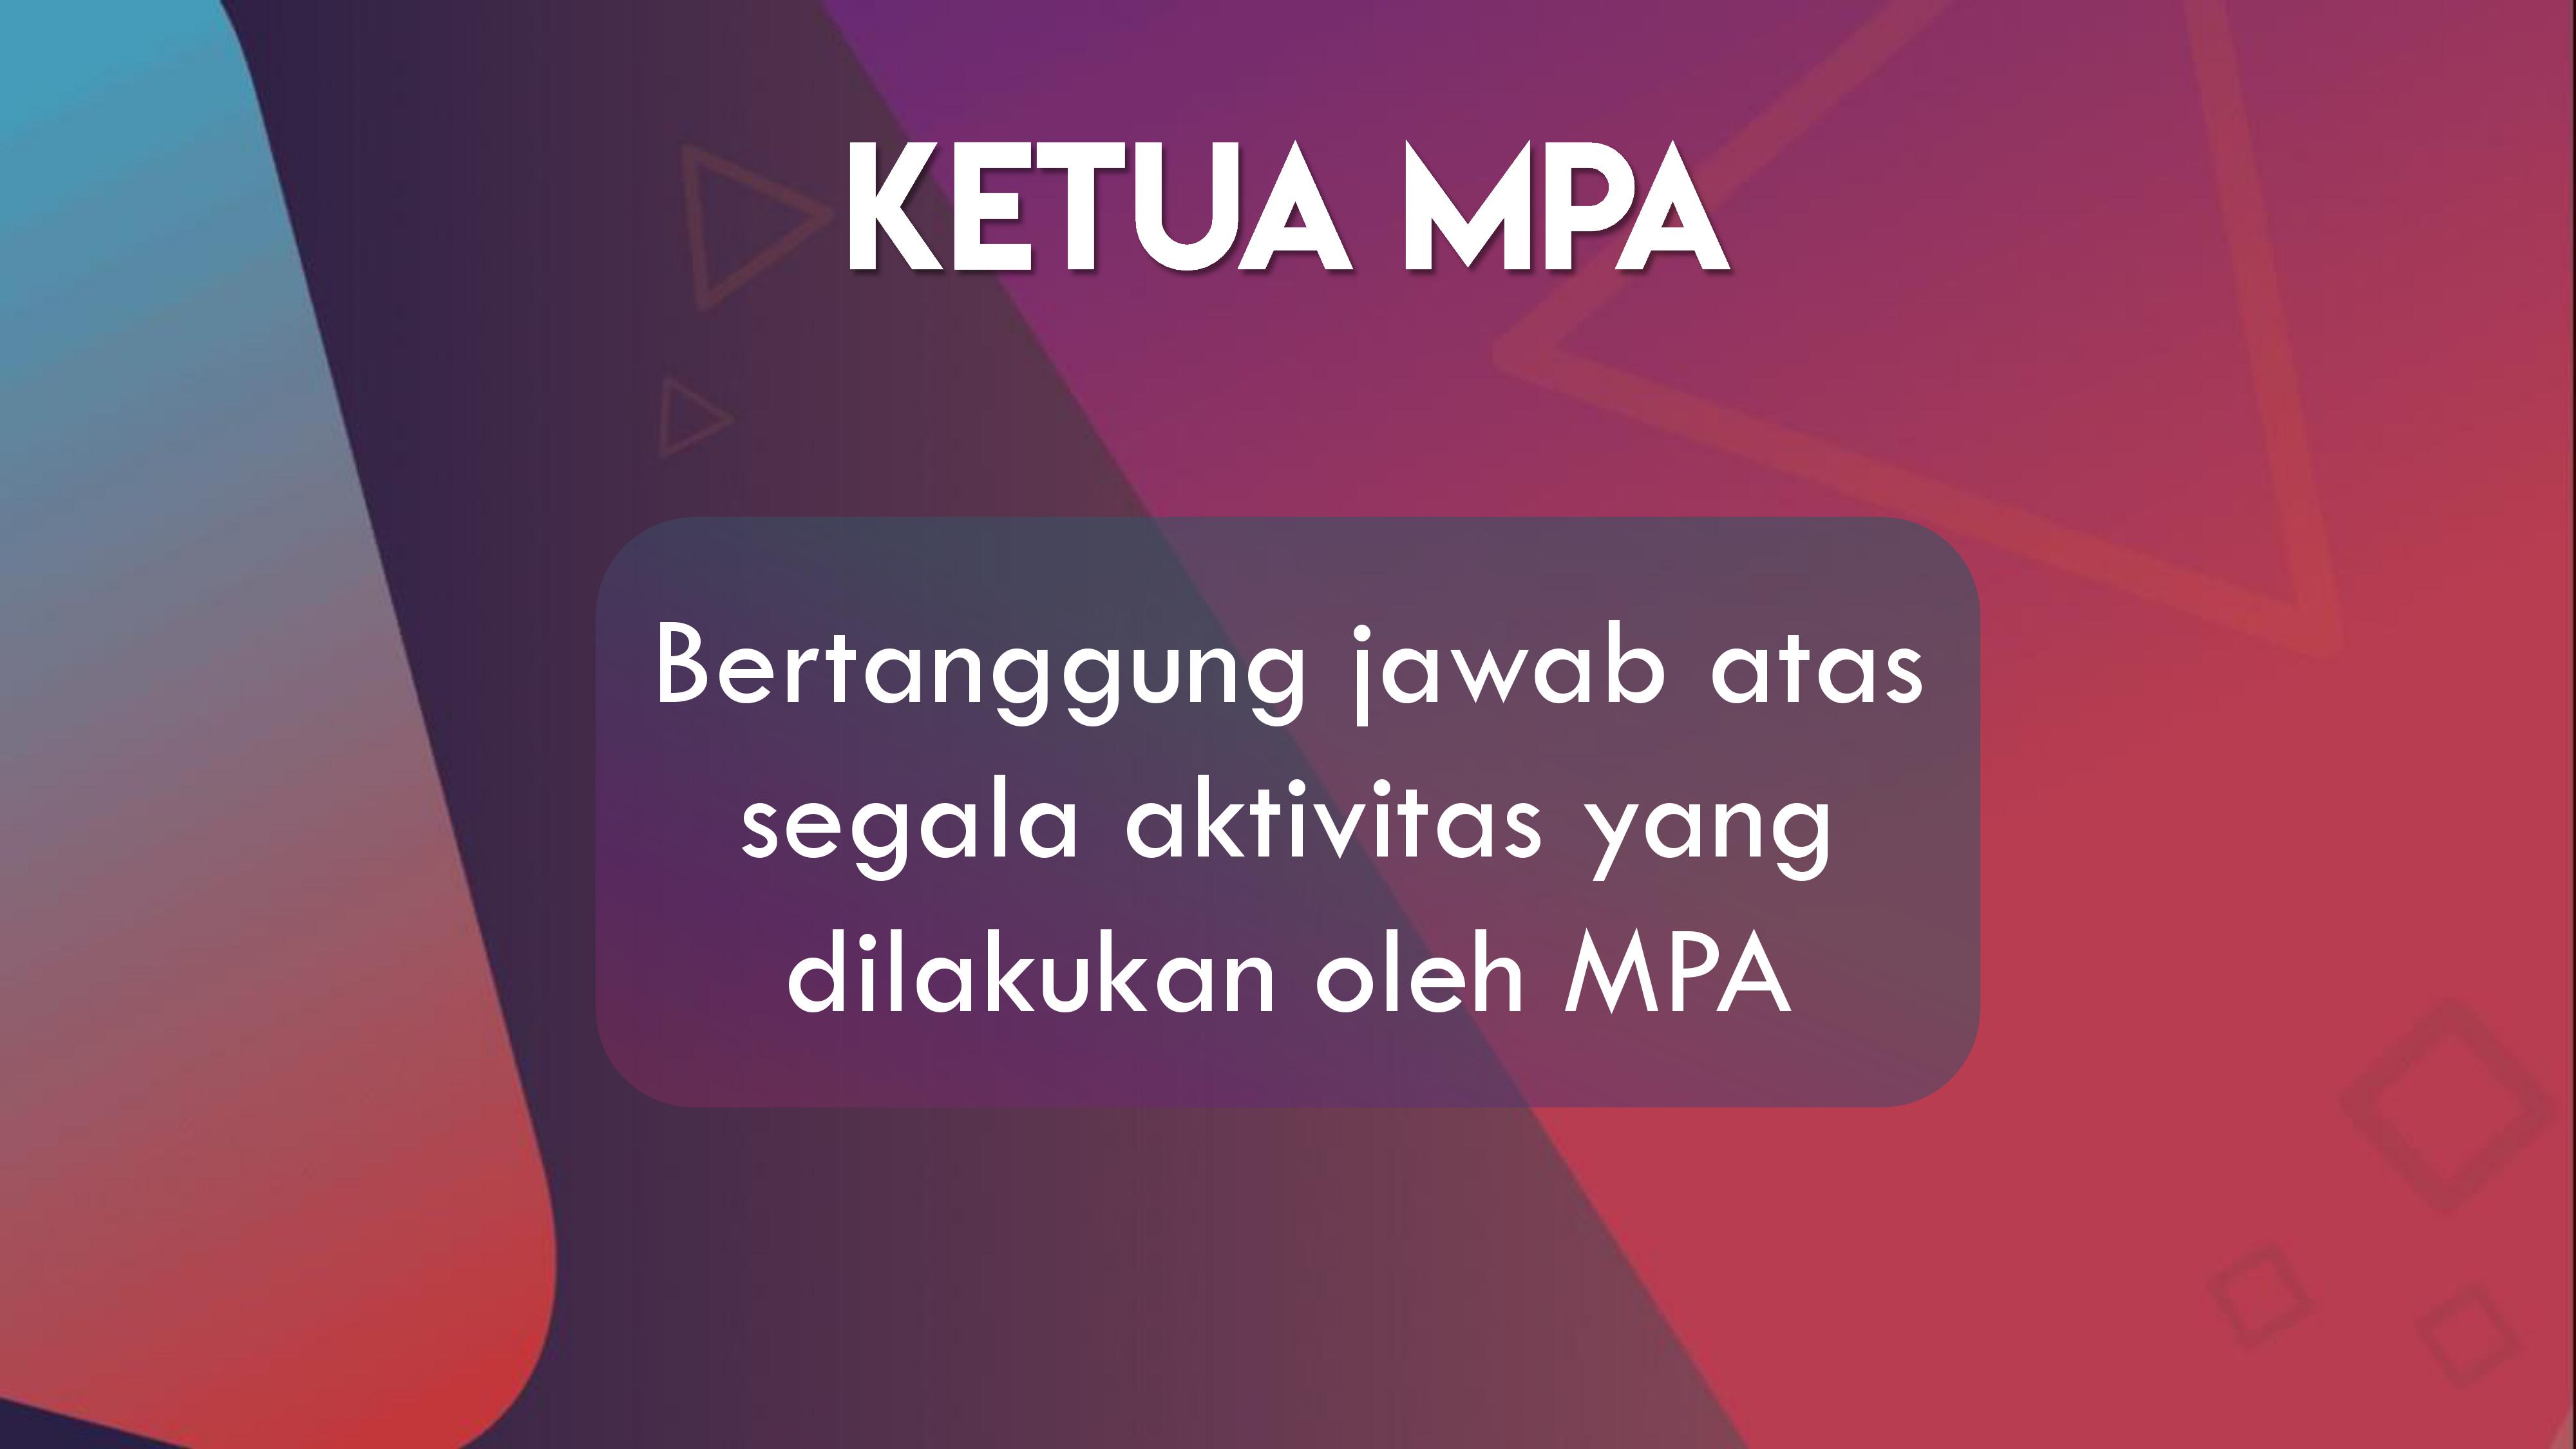 KETUA MPA
Bertanggung jawab atas
segala aktivitas yang
dilakukan oleh MPA